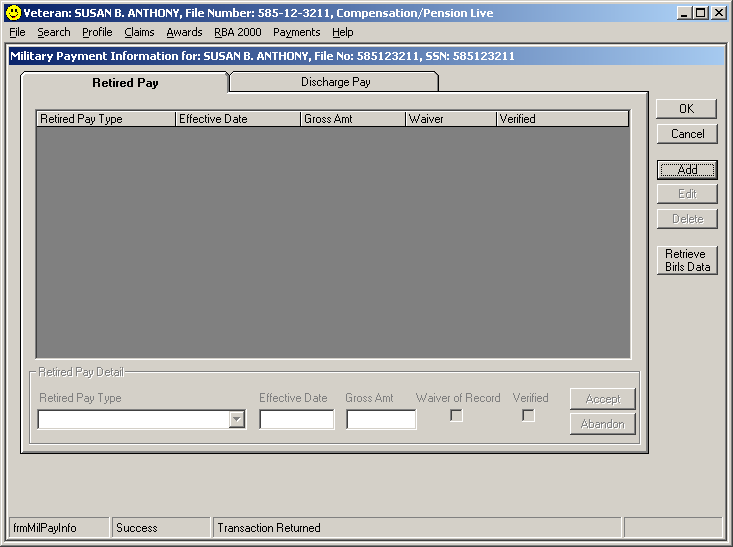 Veteran: SUSAN B. ANTHONY, File Number: 585-12-3211, Compensation/Pension Live
File Search Profile Claims Awards RBA 2000 Payments Help
Military Payment Information for: SUSAN B. ANTHONY, File No: 585123211, SSN: 585123211
Retired Pay Discharge Pay
Retired Pay Type Effective Date Gross Amt Waiver Verified
OK
Cancel
Add
Edit
Delete
Retrieve
Birls Data
Retired Pay Detail
Retired Pay Type Effective Date Gross Amt Waiver of Record Verified
Accept
Abandon
frmMilPayInfo Success Transaction Returned